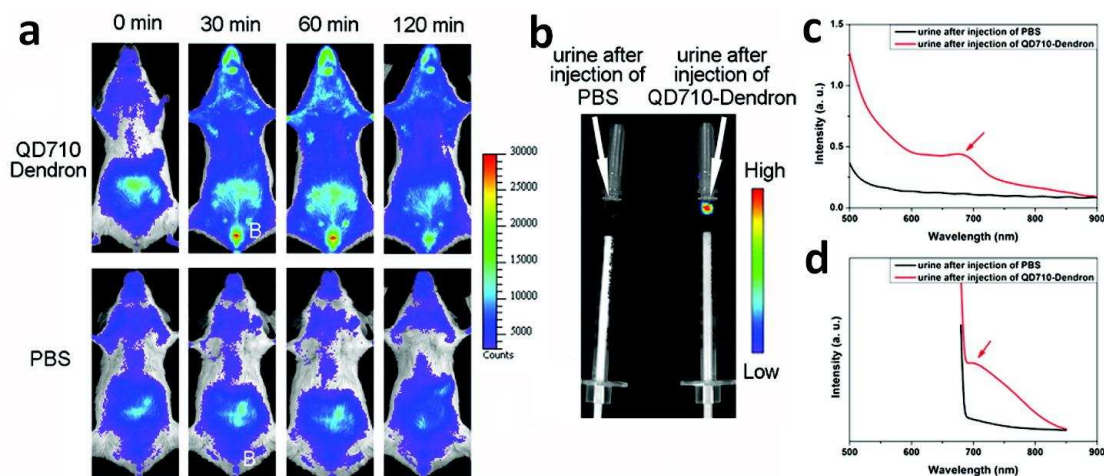 a
0 min
30 min
60 min
120 min
QD710
Dendron
B
PBS
B
30000
25000
20000
15000
10000
5000
Counts
b
urine after
injection of
PBS
urine after
injection of
QD710-Dendron
High
Low
c
urine after injection of PBS
urine after injection of QD710-Dendron
Intensity (a. u.)
1.5
1.0
0.5
0.0
500
600
700
800
900
Wavelength (nm)
d
urine after injection of PBS
urine after injection of QD710-Dendron
Intensity (a. u.)
500
600
700
800
900
Wavelength (nm)